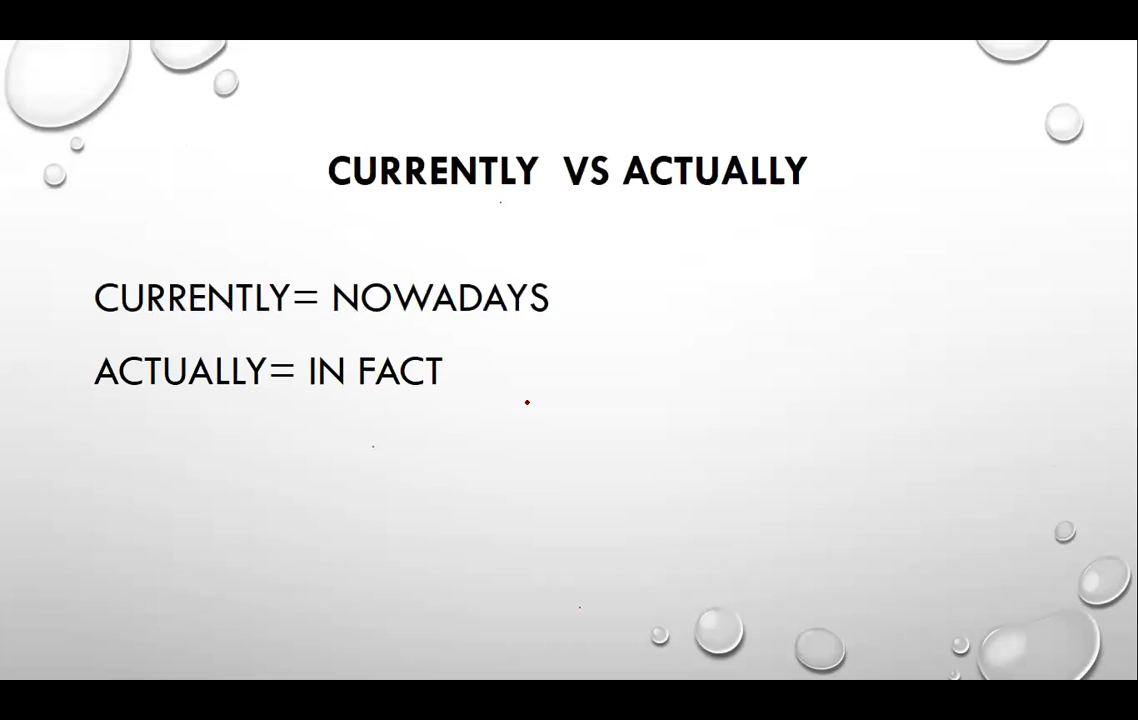 CURRENTLY  VS ACTUALLY
CURRENTLY= NOWADAYS
ACTUALLY= IN FACT